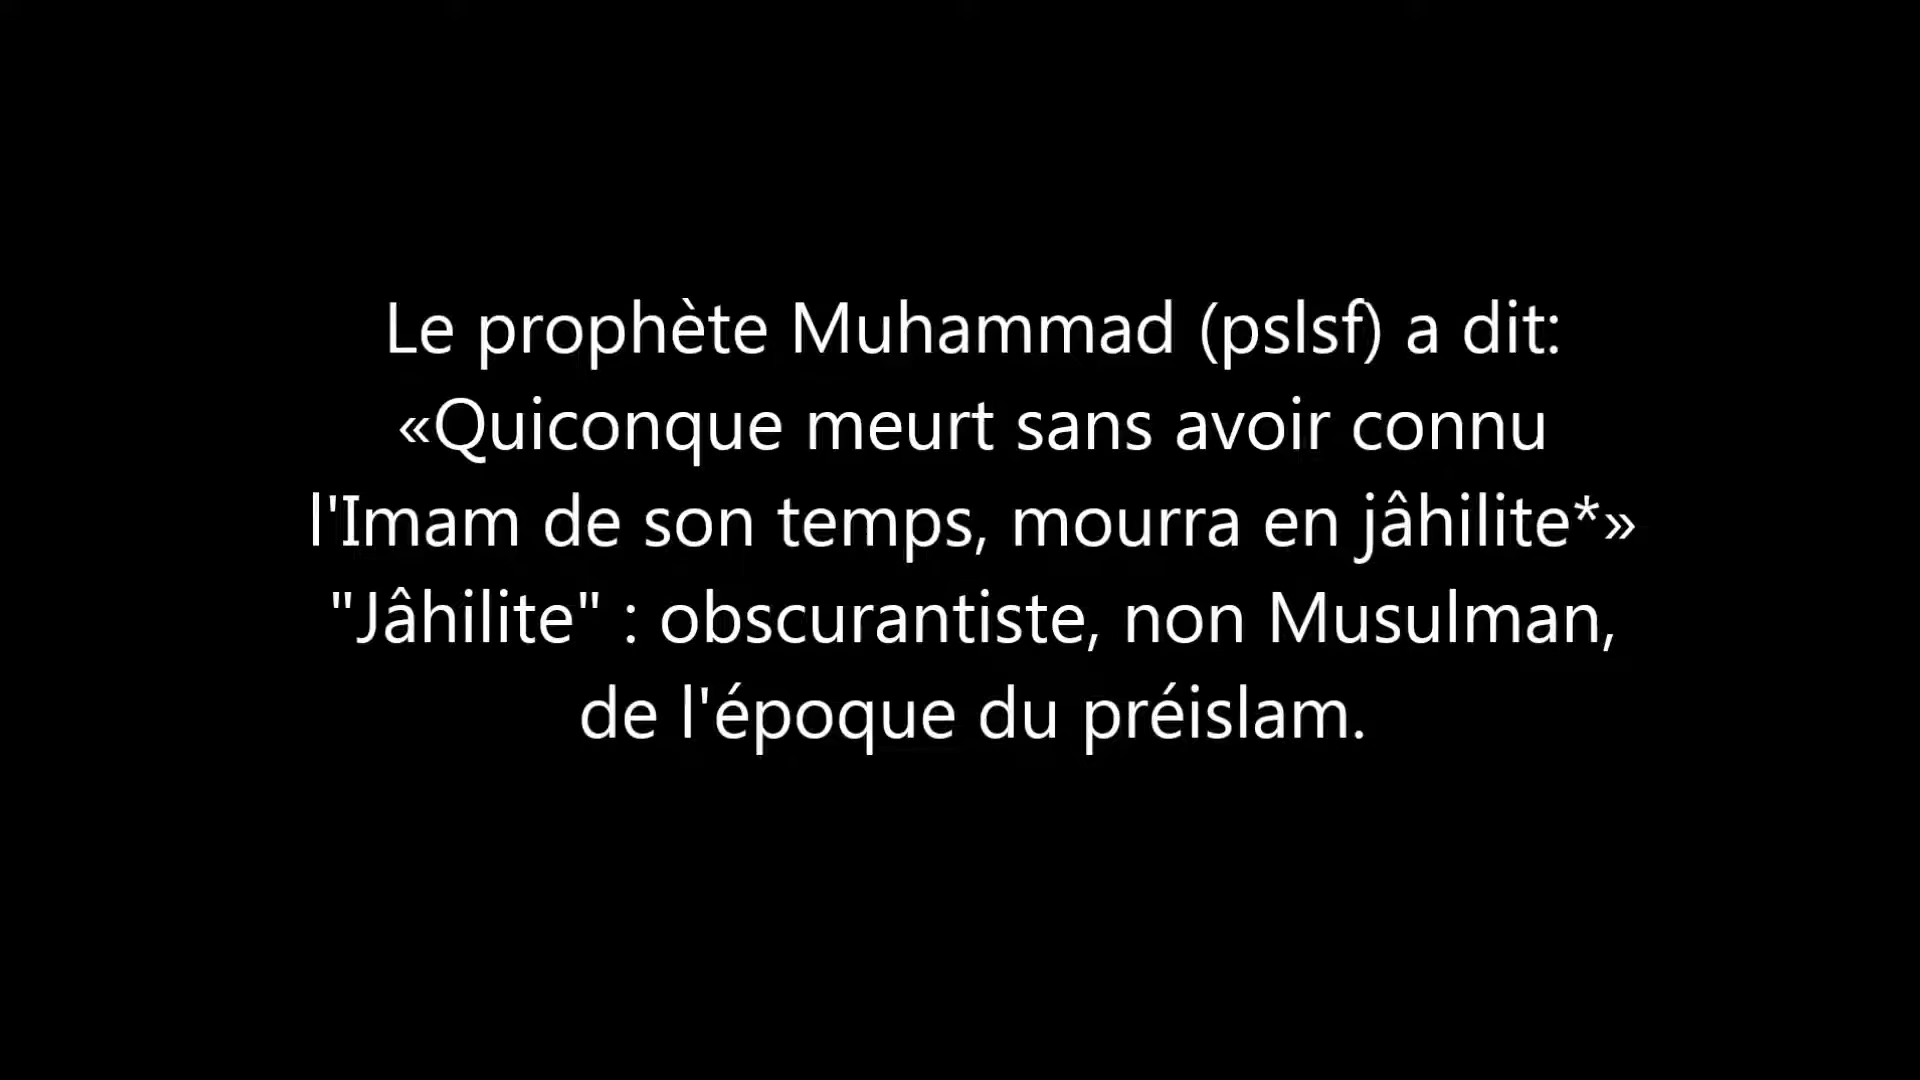 Le prophète Muhammad (pslsf) a dit:
«Quiconque meurt sans avoir connu
l'Imam de son temps, mourra en jâhilite*»
"Jâhilite" : obscurantiste, non Musulman,
de l'époque du préislam.